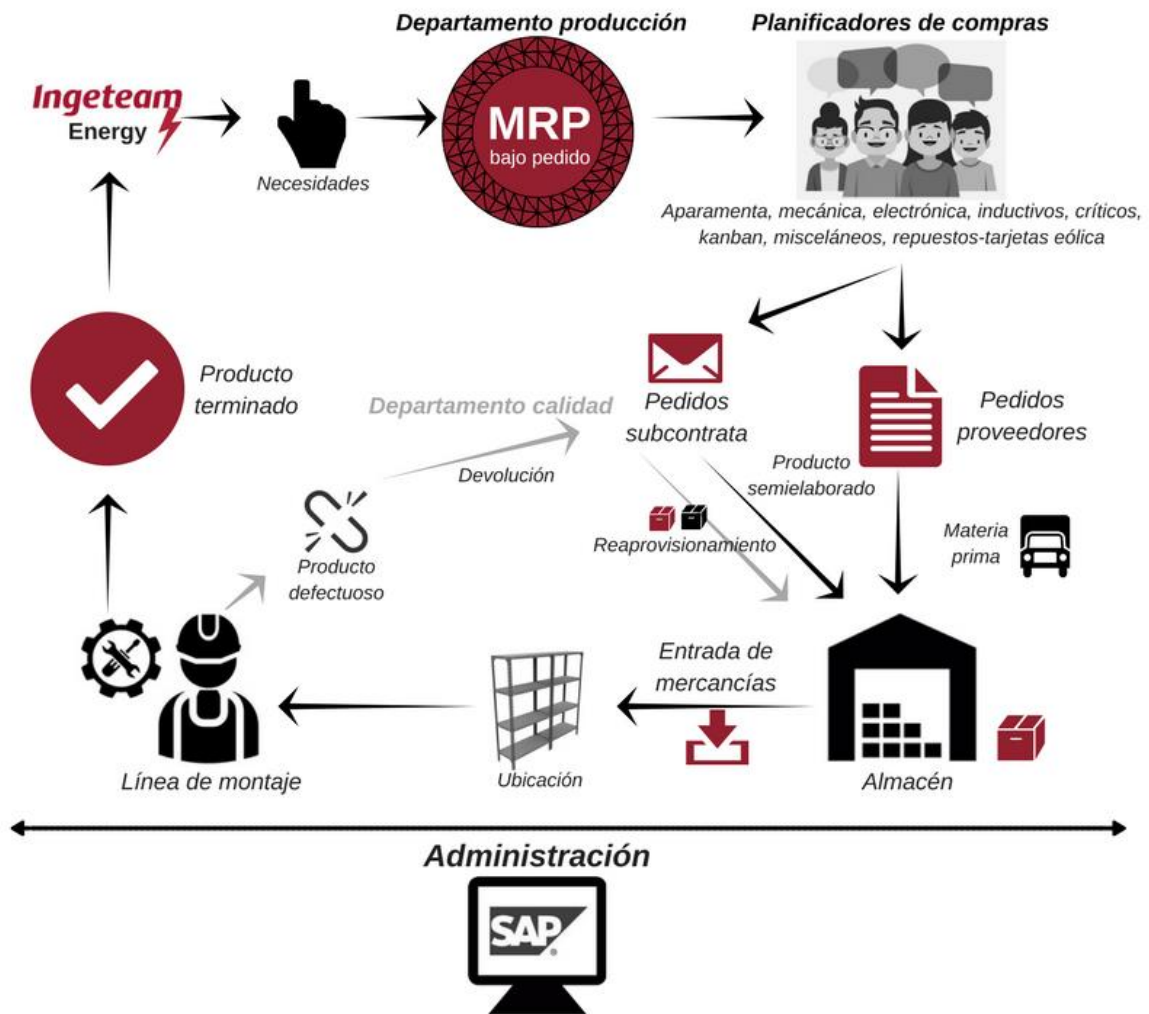 Departamento producción
Planificadores de compras
Ingeteam
Energy
MRP
bajo pedido
Necesidades
Aparamenta, mecánica, electrónica, inductivos, críticos,
kanban, misceláneos, repuestos-tarjetas eólica
Producto
terminado
Departamento calidad
Devolución
Pedidos
subcontrata
Pedidos
proveedores
Producto
semielaborado
Reaprovisionamiento
Materia
prima
Producto
defectuoso
Entrada de
mercancías
Línea de montaje
Ubicación
Almacén
Administración
SAP